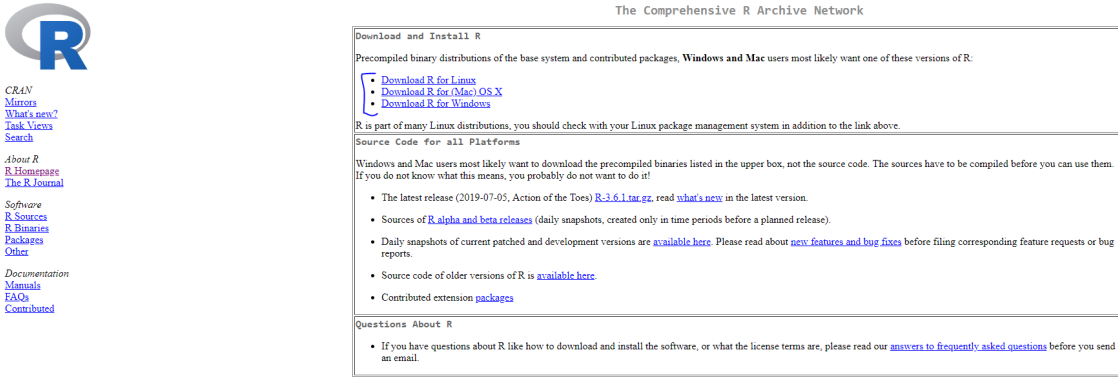 R
CRAN
Mirrors
What's new?
Task Views
Search
About R
R Homepage
The R Journal
Software
R Sources
R Binaries
Packages
Other
Documentation
Manuals
FAQs
Contributed
The Comprehensive R Archive Network
Download and Install R
Precompiled binary distributions of the base system and contributed packages, Windows and Mac users most likely want one of these versions of R:
Download R for Linux
Download R for (Mac) OS X
Download R for Windows
R is part of many Linux distributions, you should check with your Linux package management system in addition to the link above.
Source Code for all Platforms
Windows and Mac users most likely want to download the precompiled binaries listed in the upper box, not the source code. The sources have to be compiled before you can use them.
If you do not know what this means, you probably do not want to do it!
The latest release (2019-07-05, Action of the Toes) R-3.6.1.tar.gz, read what's new in the latest version.
Sources of R alpha and beta releases (daily snapshots, created only in time periods before a planned release).
Daily snapshots of current patched and development versions are available here. Please read about new features and bug fixes before filing corresponding feature requests or bug
reports.
Source code of older versions of R is available here.
Contributed extension packages
Questions About R
If you have questions about R like how to download and install the software, or what the license terms are, please read our answers to frequently asked questions before you send
an email.